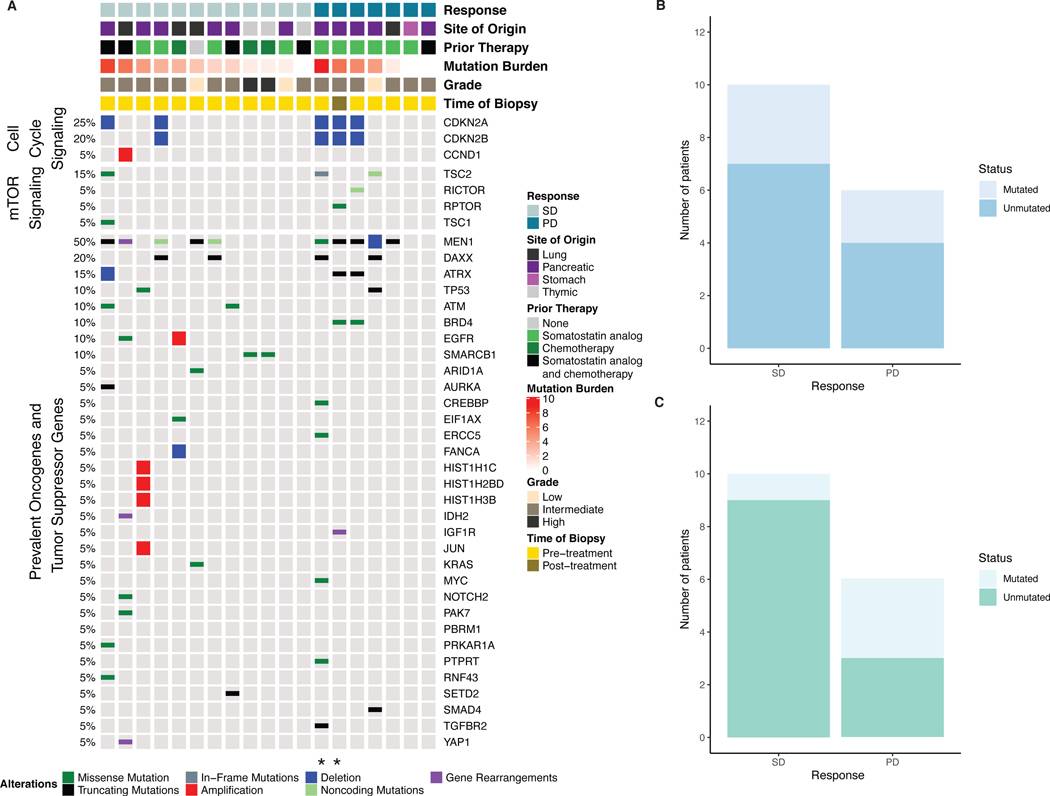 A
Response
Site of Origin
Prior Therapy
Mutation Burden
Grade
Time of Biopsy
Cell Cycle Signaling
25% CDKN2A
20% CDKN2B
5% CCND1
mTOR Signaling
15% TSC2
5% RICTOR
5% RPTOR
5% TSC1
Prevalent Oncogenes and Tumor Suppressor Genes
50% MEN1
20% DAXX
15% ATRX
10% TP53
10% ATM
10% BRD4
10% EGFR
10% SMARCB1
5% ARID1A
5% AURKA
5% CREBBP
5% EIF1AX
5% ERCC5
5% FANCA
5% HIST1H1C
5% HIST1H2BD
5% HIST1H3B
5% IDH2
5% IGF1R
5% JUN
5% KRAS
5% MYC
5% NOTCH2
5% PAK7
5% PBRM1
5% PRKAR1A
5% PTPRT
5% RNF43
5% SETD2
5% SMAD4
5% TGFBR2
5% YAP1
* *
Alterations
Missense Mutation
Truncating Mutations
In−Frame Mutations
Amplification
Deletion
Noncoding Mutations
Gene Rearrangements
Response
SD
PD
Site of Origin
Lung
Pancreatic
Stomach
Thymic
Prior Therapy
None
Somatostatin analog
Chemotherapy
Somatostatin analog
and chemotherapy
Mutation Burden
10
8
6
4
2
0
Grade
Low
Intermediate
High
Time of Biopsy
Pre−treatment
Post−treatment
B
Number of patients
12
10
8
6
4
2
0
SD PD
Response
Status
Mutated
Unmutated
C
Number of patients
12
10
8
6
4
2
0
SD PD
Response
Status
Mutated
Unmutated